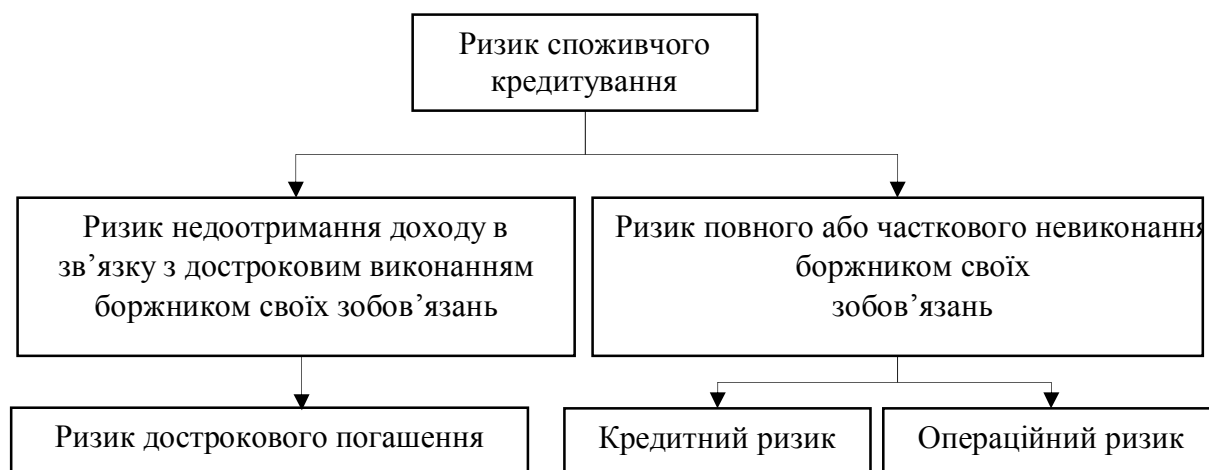 Ризик споживчого
кредитування
Ризик недоотримання доходу в
зв’язку з достроковим виконанням
боржником своїх зобов’язань
Ризик повного або часткового невиконання
боржником своїх
зобов’язань
Ризик дострокового погашення
Кредитний ризик
Операційний ризик